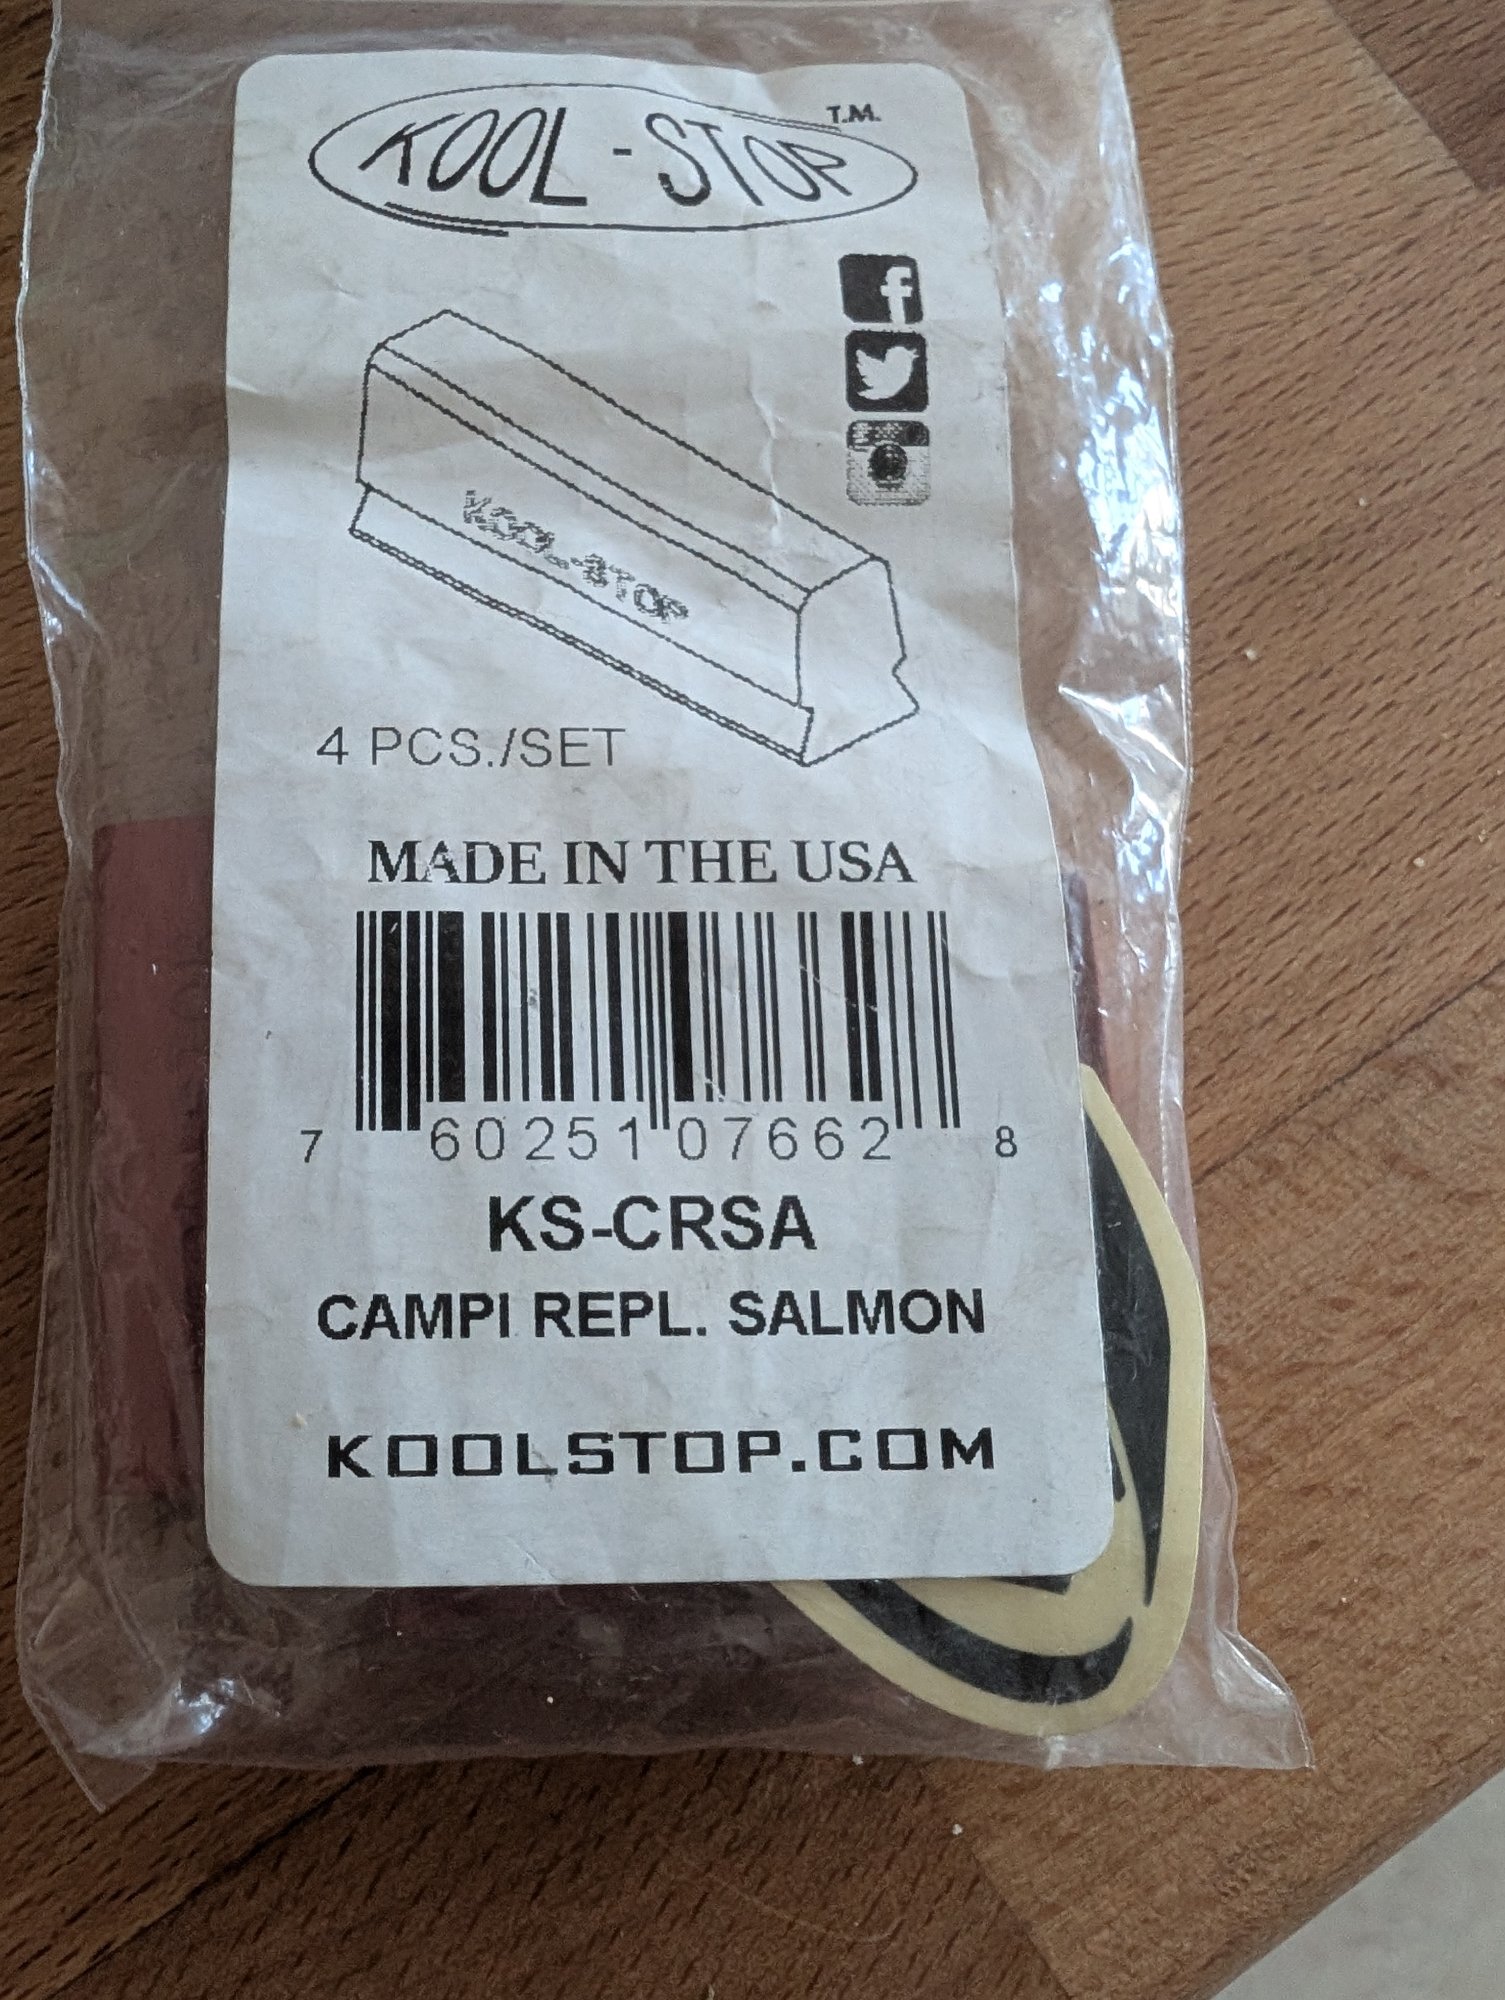 KOOL-STOP T.M.
KOOL-STOP
4 PCS./SET
MADE IN THE USA
7 60251 07662 8
KS-CRSA
CAMPI REPL. SALMON
KOOLSTOP.COM